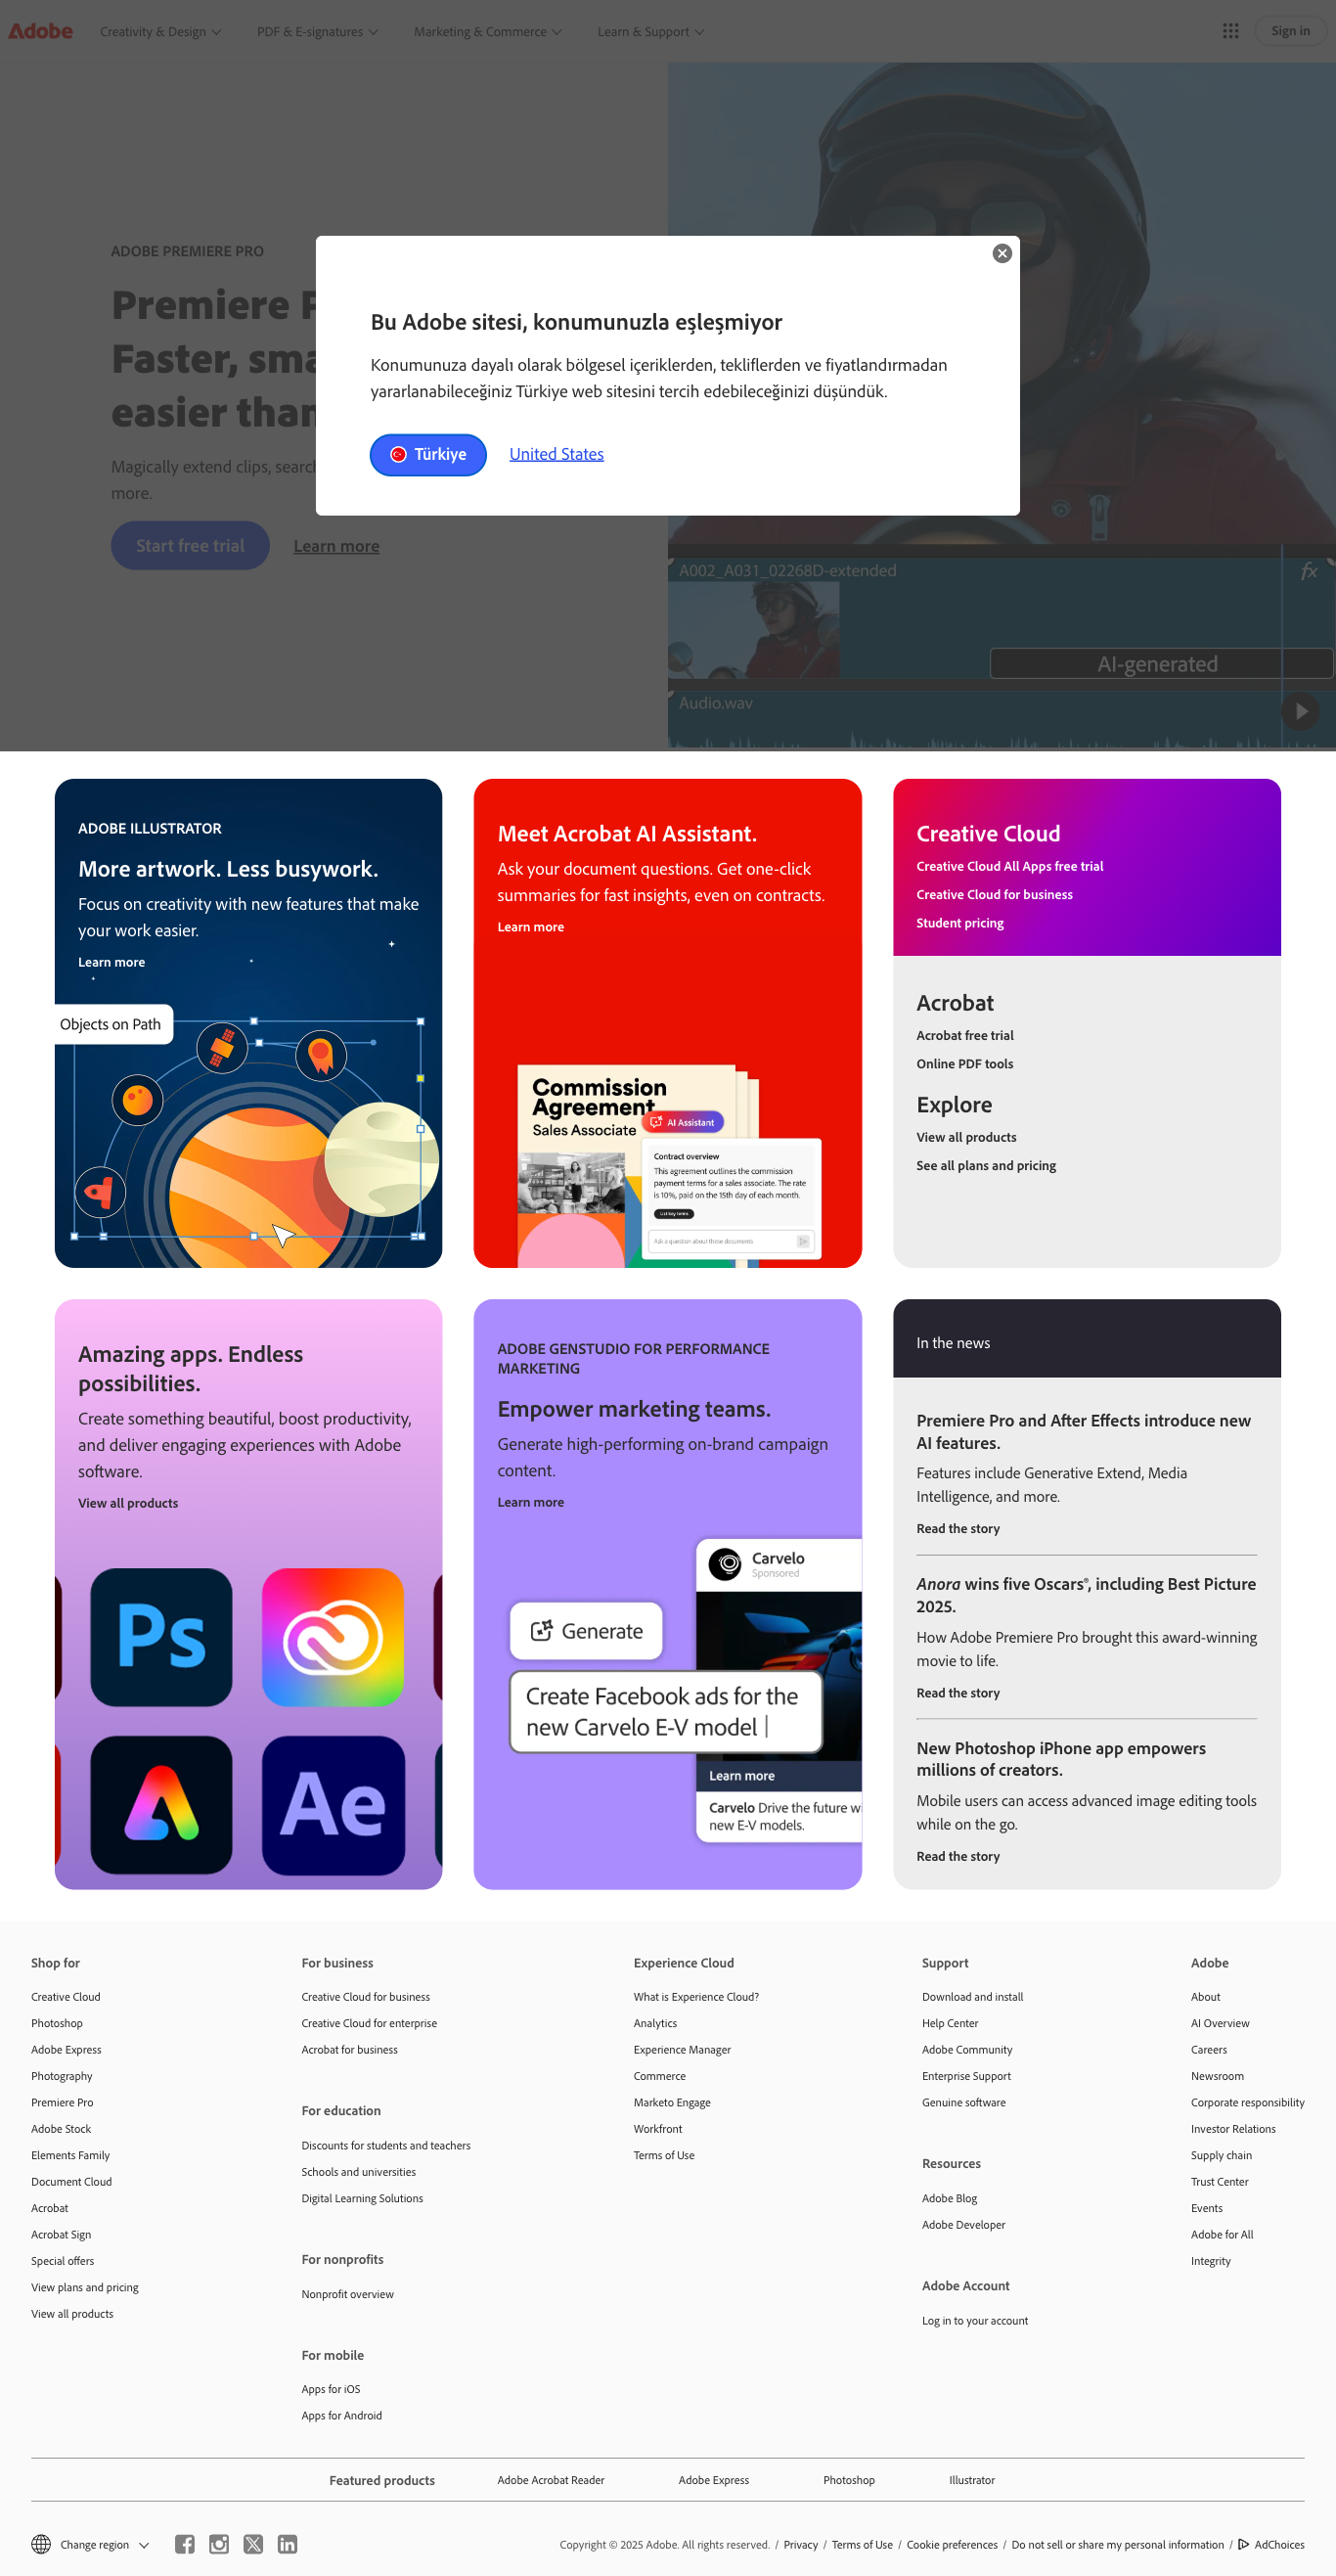 Adobe
Creativity & Design
PDF & E-signatures
Marketing & Commerce
Learn & Support
Sign in
ADOBE PREMIERE PRO
Premiere
Faster,
easier than
Magically extend clips,
more.
Start free trial
Learn more
Bu Adobe sitesi, konumunuzla eşleşmiyor
Konumunuza dayalı olarak bölgesel içeriklerden, tekliflerden ve fiyatlandırmadan
yararlanabileceğiniz Türkiye web sitesini tercih edebileceğinizi düşündük.
Türkiye
United States
A002_A031_02268D-extended
fx
AI-generated
Audio.wav
ADOBE ILLUSTRATOR
More artwork. Less busywork.
Focus on creativity with new features that make
your work easier.
Learn more
Objects on Path
Meet Acrobat AI Assistant.
Ask your document questions. Get one-click
summaries for fast insights, even on contracts.
Learn more
Commission
Agreement
Sales Associate
AI Assistant
Contract overview
This agreement outlines the commission
payment terms for a sales associate. The rate
is 10%, paid on the 15th day of each month.
List key terms
Ask a question about these documents
Creative Cloud
Creative Cloud All Apps free trial
Creative Cloud for business
Student pricing
Acrobat
Acrobat free trial
Online PDF tools
Explore
View all products
See all plans and pricing
Amazing apps. Endless
possibilities.
Create something beautiful, boost productivity,
and deliver engaging experiences with Adobe
software.
View all products
Ps
Ae
ADOBE GENSTUDIO FOR PERFORMANCE
MARKETING
Empower marketing teams.
Generate high-performing on-brand campaign
content.
Learn more
Carvelo
Sponsored
Generate
Create Facebook ads for the
new Carvelo E-V model
Learn more
Carvelo Drive the future
new E-V models.
In the news
Premiere Pro and After Effects introduce new
AI features.
Features include Generative Extend, Media
Intelligence, and more.
Read the story
Anora wins five Oscars®, including Best Picture
2025.
How Adobe Premiere Pro brought this award-winning
movie to life.
Read the story
New Photoshop iPhone app empowers
millions of creators.
Mobile users can access advanced image editing tools
while on the go.
Read the story
Shop for
Creative Cloud
Photoshop
Adobe Express
Photography
Premiere Pro
Adobe Stock
Elements Family
Document Cloud
Acrobat
Acrobat Sign
Special offers
View plans and pricing
View all products
For business
Creative Cloud for business
Creative Cloud for enterprise
Acrobat for business
For education
Discounts for students and teachers
Schools and universities
Digital Learning Solutions
For nonprofits
Nonprofit overview
For mobile
Apps for iOS
Apps for Android
Experience Cloud
What is Experience Cloud?
Analytics
Experience Manager
Commerce
Marketo Engage
Workfront
Terms of Use
Support
Download and install
Help Center
Adobe Community
Enterprise Support
Genuine software
Resources
Adobe Blog
Adobe Developer
Adobe Account
Log in to your account
Adobe
About
AI Overview
Careers
Newsroom
Corporate responsibility
Investor Relations
Supply chain
Trust Center
Events
Adobe for All
Integrity
Featured products
Adobe Acrobat Reader
Adobe Express
Photoshop
Illustrator
Change region
Copyright © 2025 Adobe. All rights reserved. / Privacy / Terms of Use / Cookie preferences / Do not sell or share my personal information / AdChoices